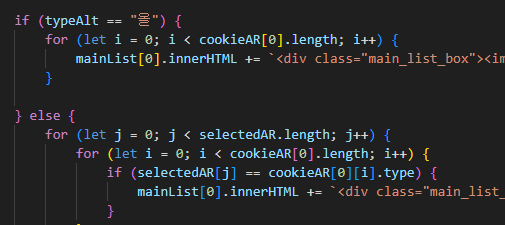 if (typeAlt == "올") {
for (let i = 0; i < cookieAR[0].length; i++) {
mainList[0].innerHTML += `<div class="main_list_box"><im
}
} else {
for (let j = 0; j < selectedAR.length; j++) {
for (let i = 0; i < cookieAR[0].length; i++) {
if (selectedAR[j] == cookieAR[0][i].type) {
mainList[0].innerHTML += `<div class="main_list_
}